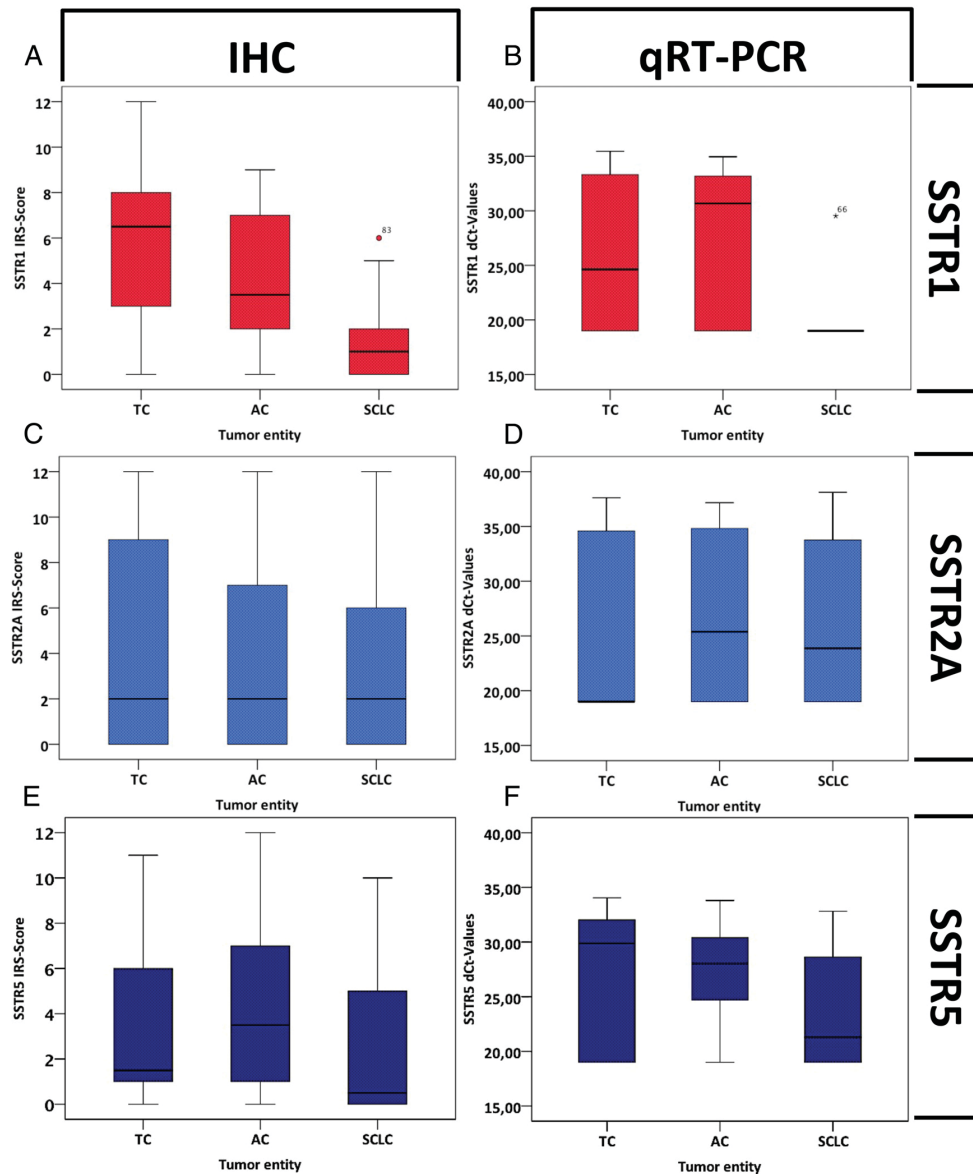 IHC
qRT-PCR
A
SSTR1 IRS-Score
12
10
8
6
4
2
0
83
TC
AC
SCLC
Tumor entity
B
SSTR1 dCt-Values
40,00
35,00
30,00
25,00
20,00
15,00
66
TC
AC
SCLC
SSTR1
C
SSTR2A IRS-Score
12
10
8
6
4
2
0
TC
AC
SCLC
Tumor entity
D
SSTR2A dCt-Values
40,00
35,00
30,00
25,00
20,00
15,00
TC
AC
SCLC
Tumor entity
SSTR2A
E
SSTR5 IRS-Score
12
10
8
6
4
2
0
TC
AC
SCLC
Tumor entity
F
SSTR5 dCt-Values
40,00
35,00
30,00
25,00
20,00
15,00
TC
AC
SCLC
Tumor entity
SSTR5